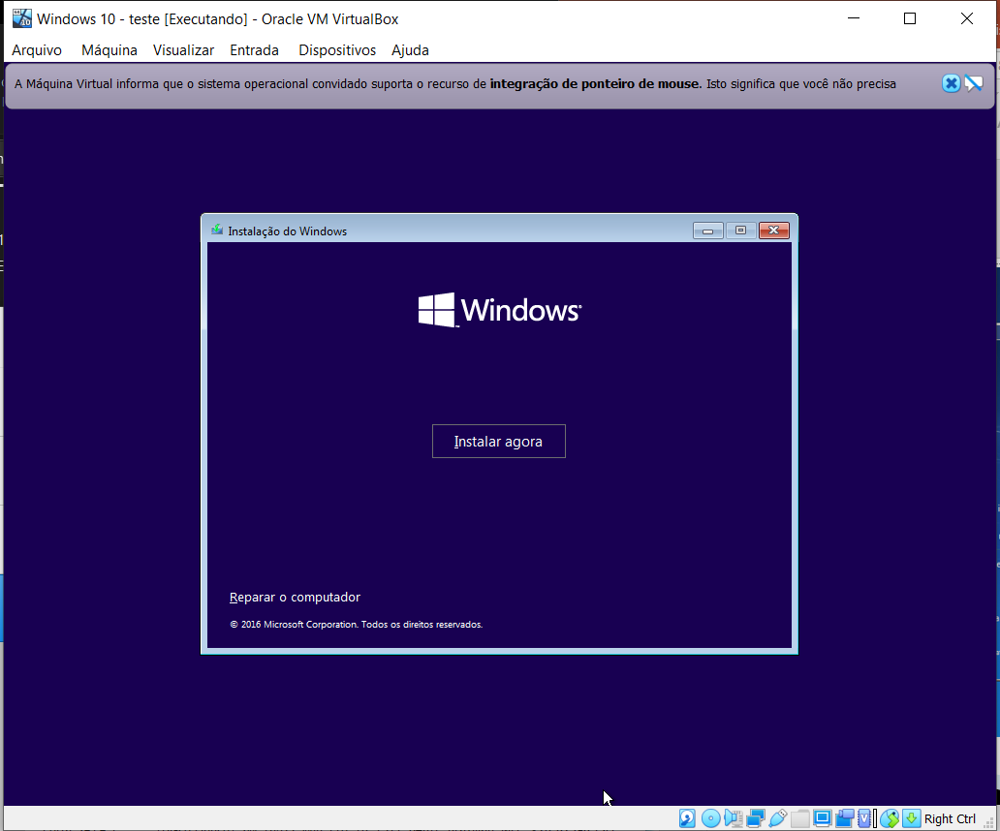 Windows 10 - teste [Executando] - Oracle VM VirtualBox
Arquivo Máquina Visualizar Entrada Dispositivos Ajuda
A Máquina Virtual informa que o sistema operacional convidado suporta o recurso de integração de ponteiro de mouse. Isto significa que você não precisa
Instalação do Windows
Windows
Instalar agora
Reparar o computador
© 2016 Microsoft Corporation. Todos os direitos reservados.
Right Ctrl